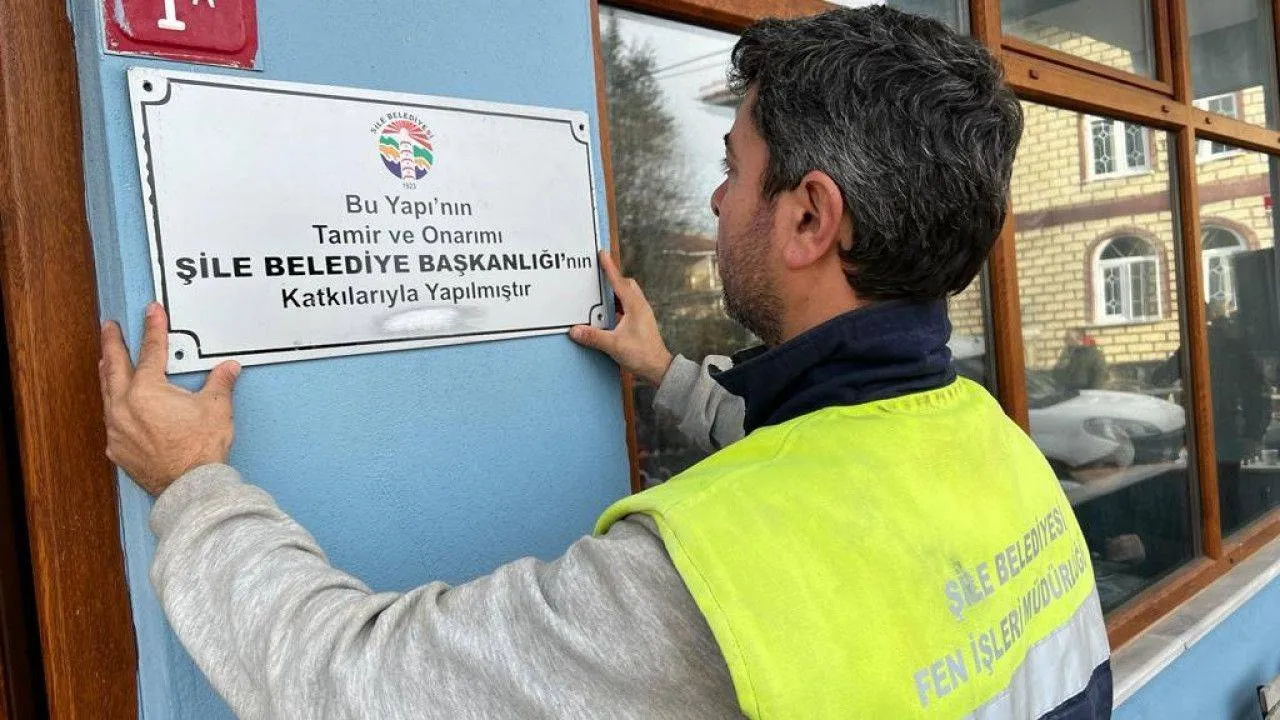 1A
ŞİLE BELEDİYESİ
1923
Bu Yapı'nın
Tamir ve Onarımı
ŞİLE BELEDİYE BAŞKANLIĞI'nın
Katkılarıyla Yapılmıştır
ŞİLE BELEDİYESİ
FEN İŞLERİ MÜDÜRLÜĞÜ